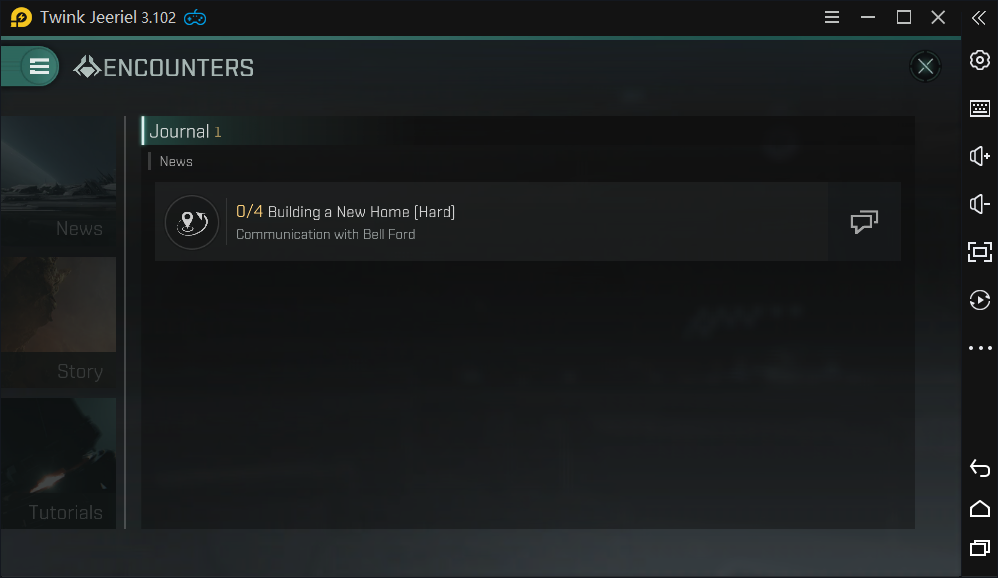 Twink Jeeriel 3.102
ENCOUNTERS
Journal 1
News
0/4 Building a New Home (Hard)
Communication with Bell Ford
News
Story
Tutorials